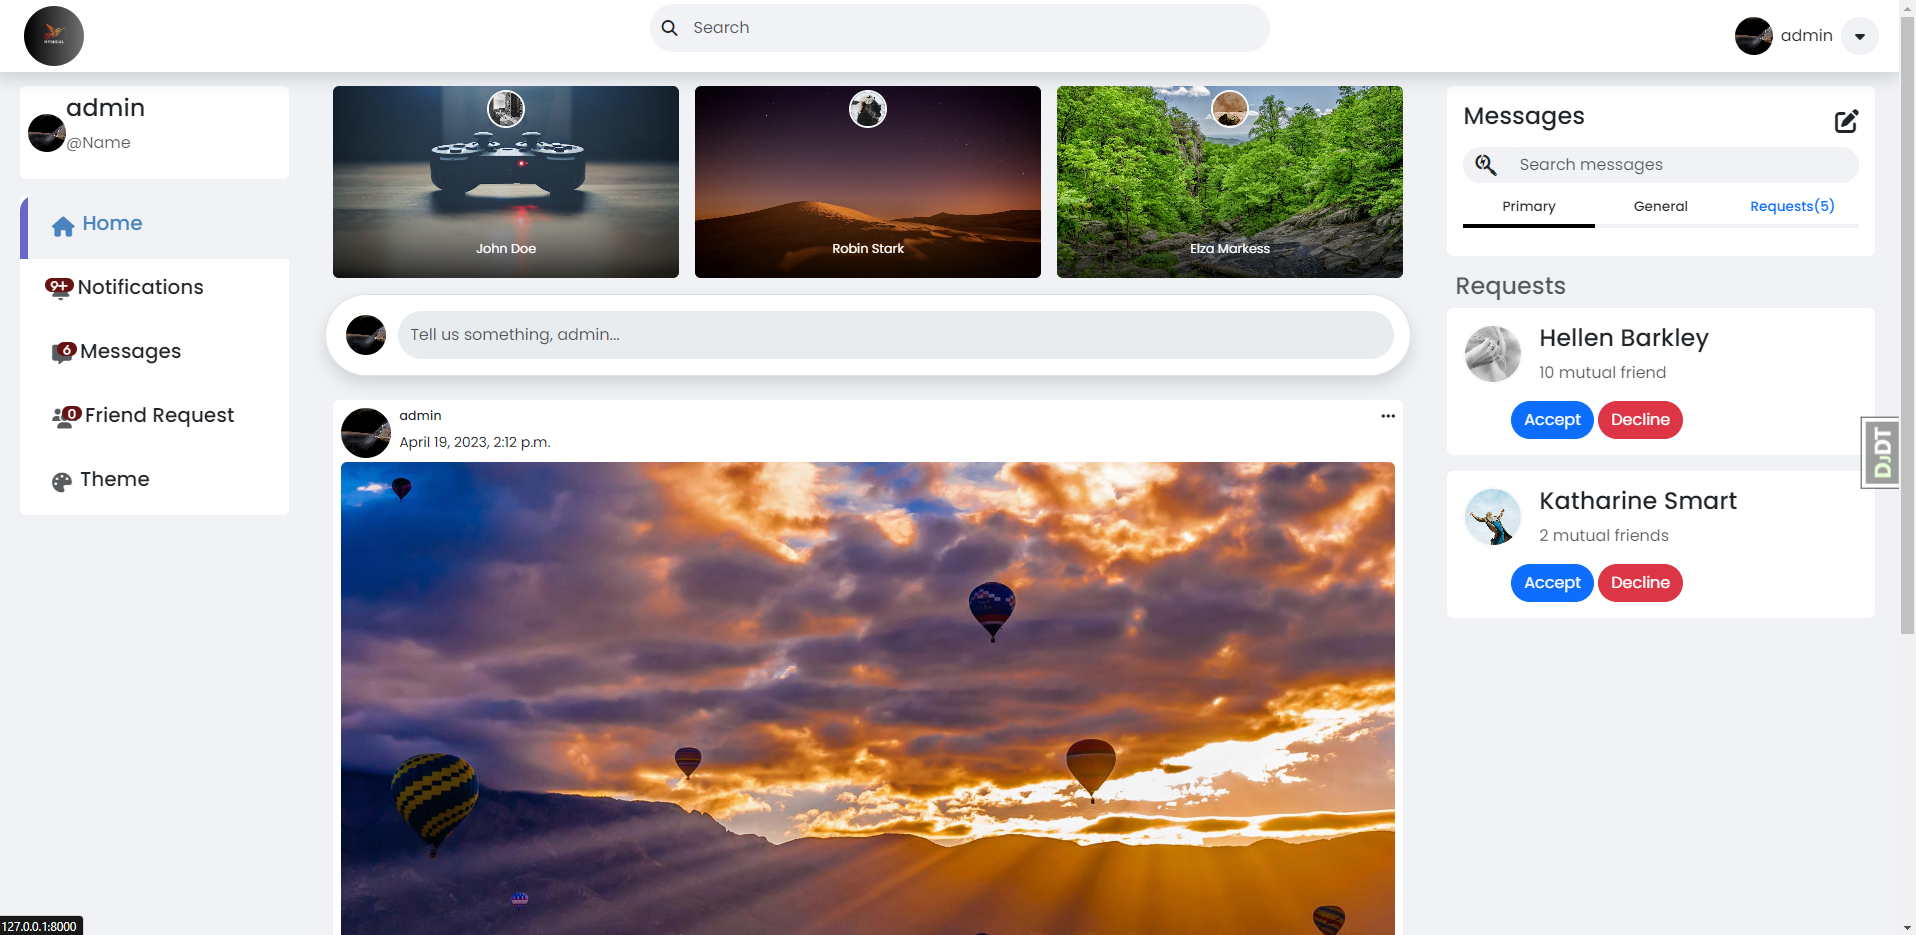 Search
admin
admin
@Name
Home
9+ Notifications
6 Messages
0 Friend Request
Theme
John Doe
Robin Stark
Elza Markess
Tell us something, admin...
admin
April 19, 2023, 2:12 p.m.
Messages
Search messages
Primary General Requests(5)
Requests
Hellen Barkley
10 mutual friend
Accept Decline
Katharine Smart
2 mutual friends
Accept Decline
DJDT
127.0.0.1:8000